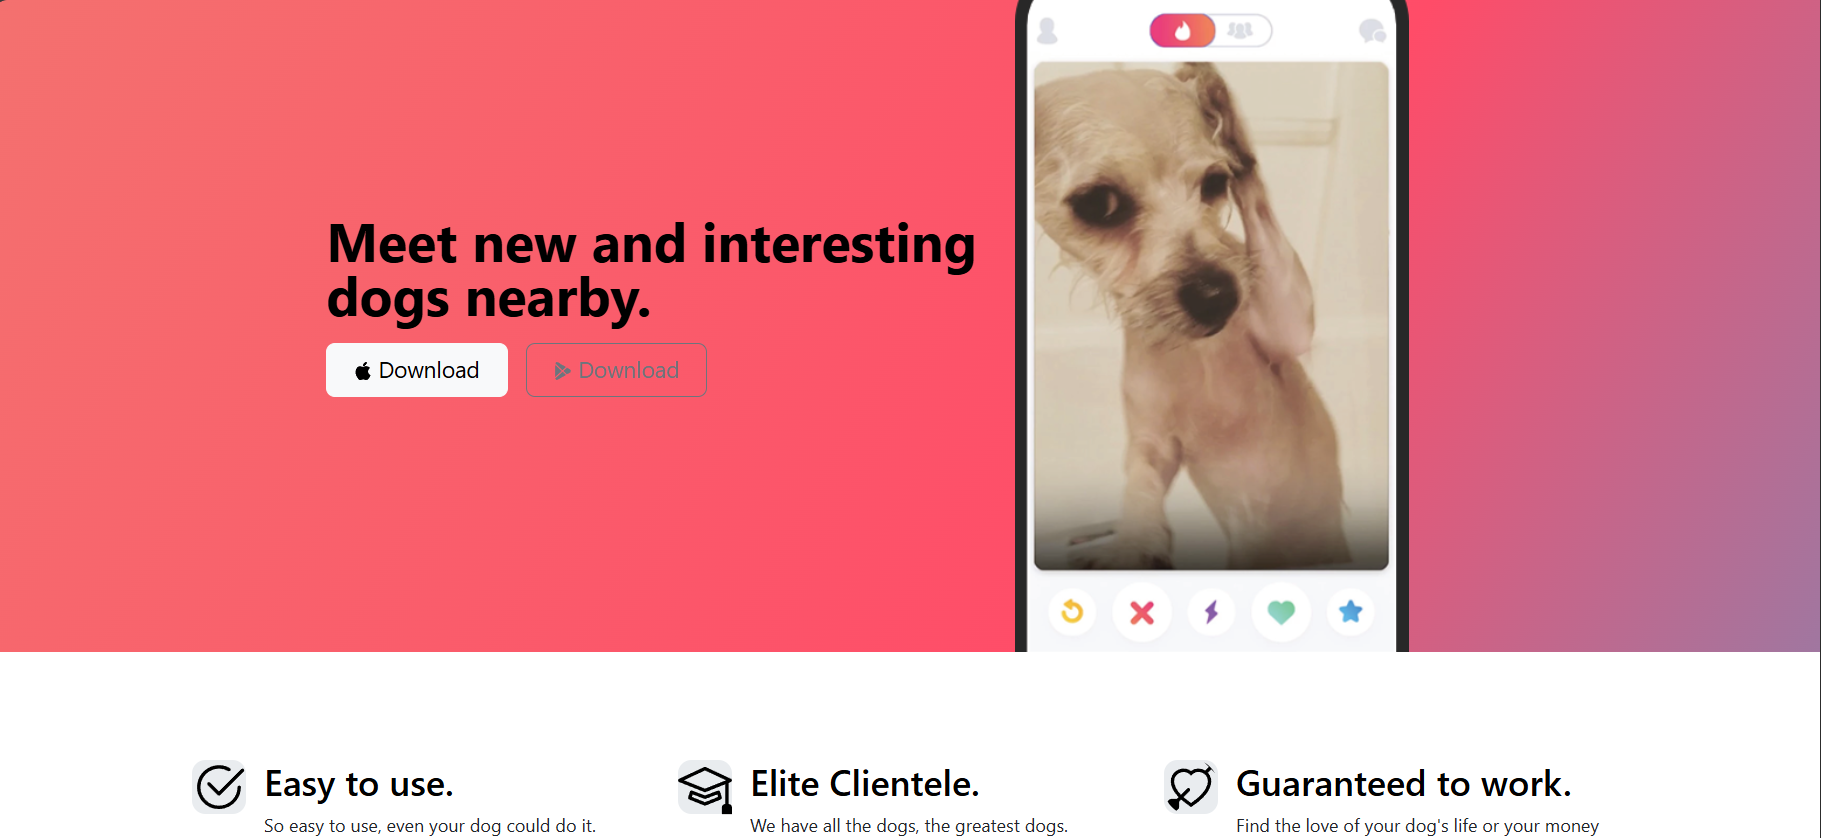 Meet new and interesting
dogs nearby.
Download
Download
Easy to use.
So easy to use, even your dog could do it.
Elite Clientele.
We have all the dogs, the greatest dogs.
Guaranteed to work.
Find the love of your dog's life or your money